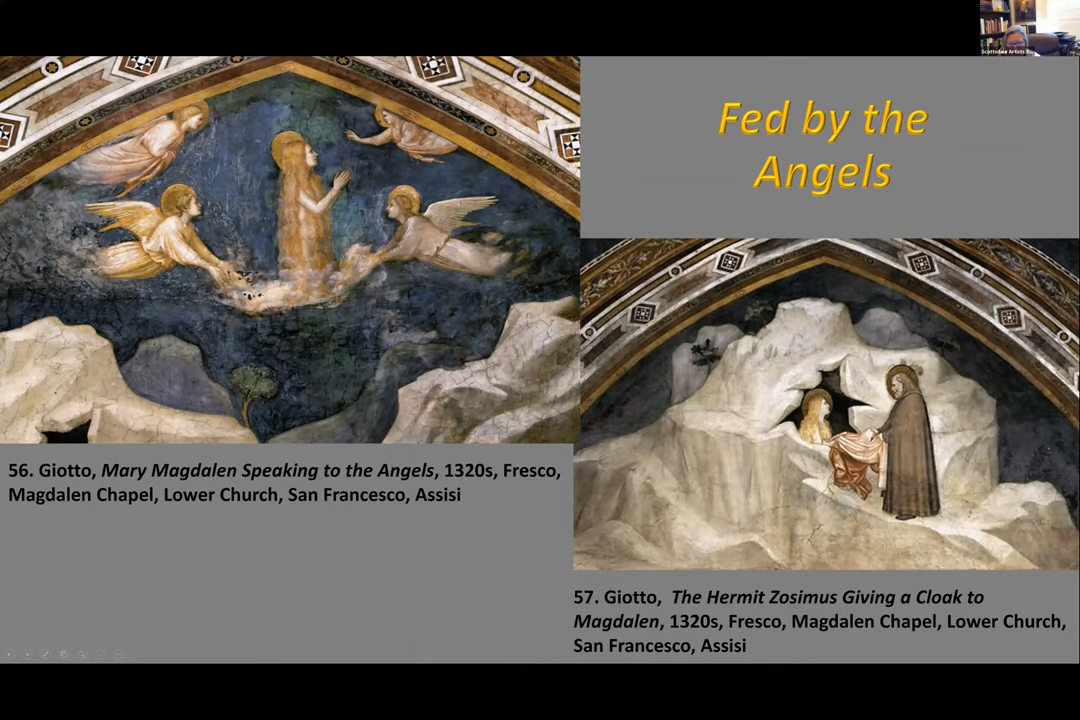 Scottsdale Artists
Fed by the
Angels
56. Giotto, Mary Magdalen Speaking to the Angels, 1320s, Fresco,
Magdalen Chapel, Lower Church, San Francesco, Assisi
57. Giotto,  The Hermit Zosimus Giving a Cloak to
Magdalen, 1320s, Fresco, Magdalen Chapel, Lower Church,
San Francesco, Assisi